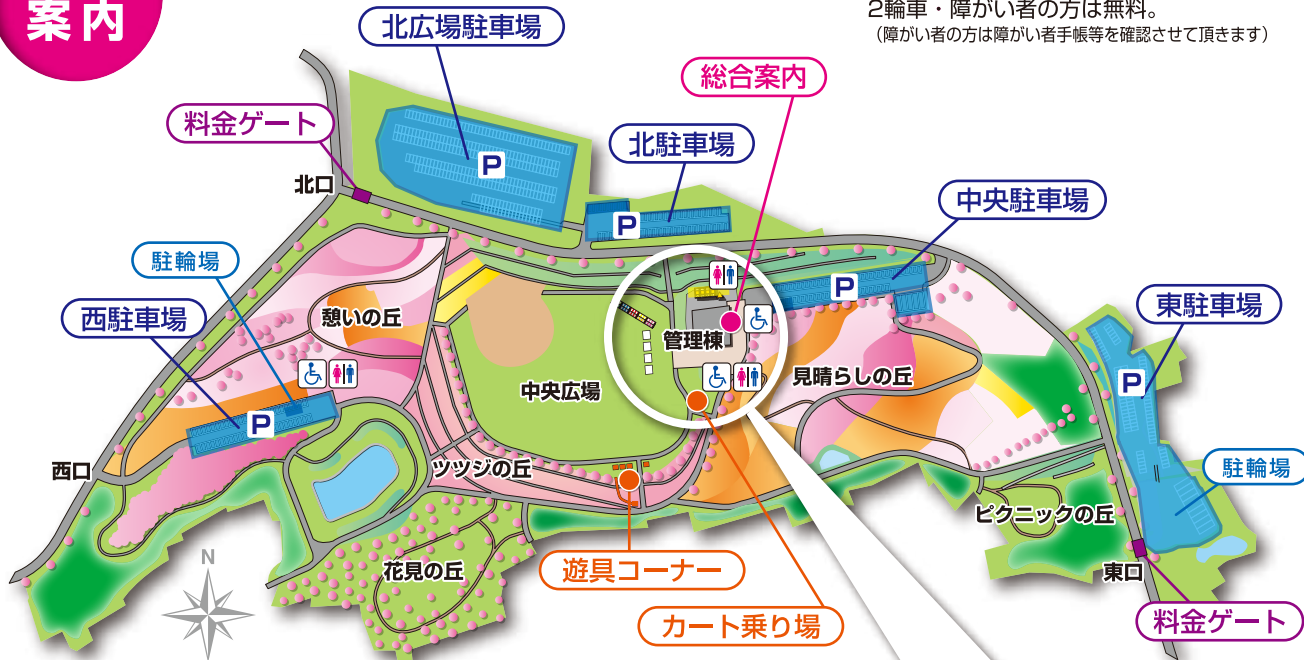 案内
2輪車・障がい者の方は無料。
（障がい者の方は障がい者手帳等を確認させて頂きます）
北広場駐車場
総合案内
料金ゲート
北駐車場
P
北口
P
中央駐車場
駐輪場
P
西駐車場
憩いの丘
管理棟
東駐車場
中央広場
見晴らしの丘
P
P
西口
ツツジの丘
駐輪場
ピクニックの丘
N
花見の丘
遊具コーナー
東口
カート乗り場
料金ゲート